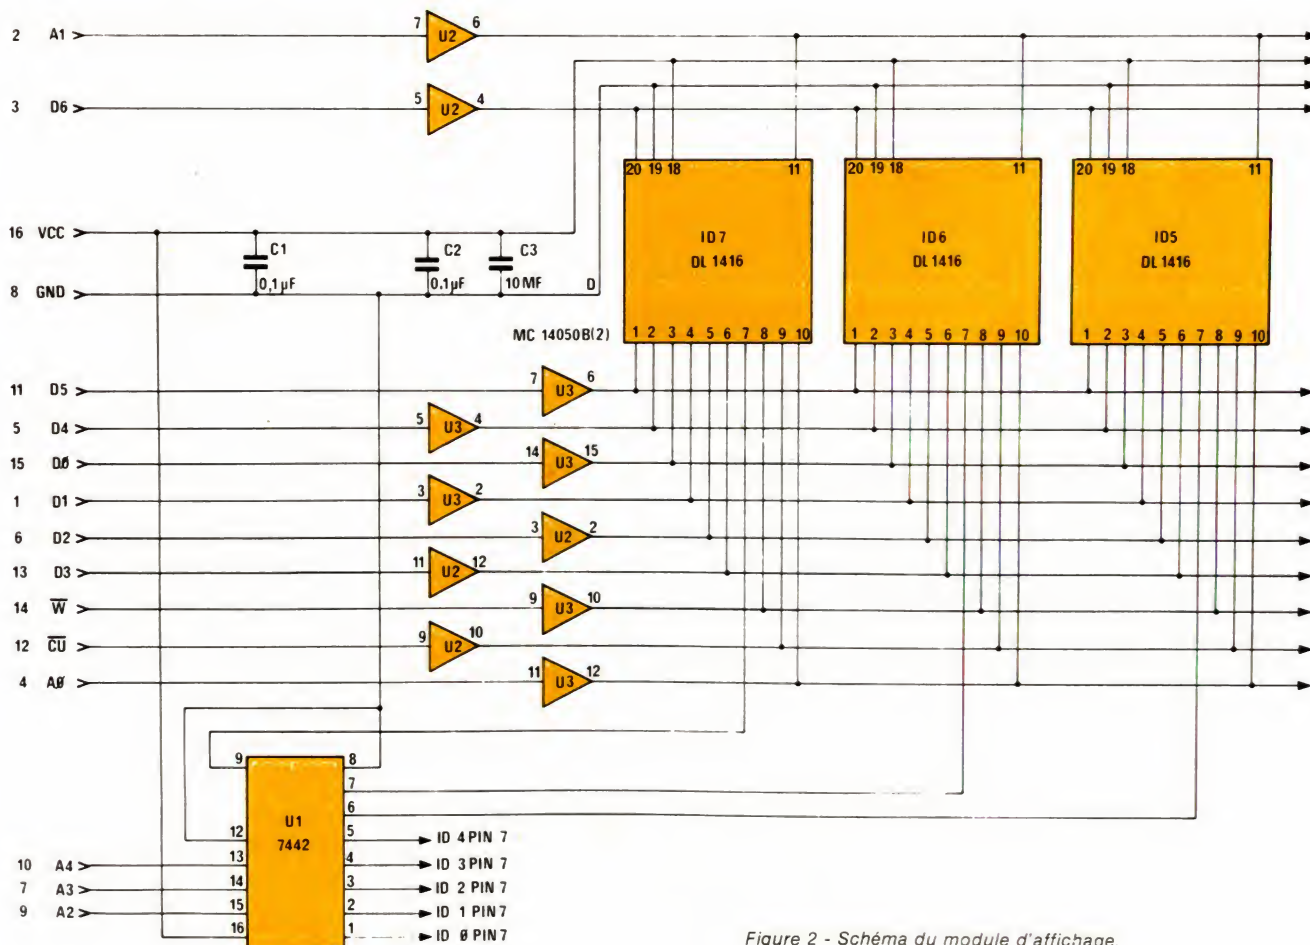 2 A1 7 U2 6
3 D6 5 U2 4
20 19 18 11
20 19 18 11
20 19 18 11
16 VCC
C1 0,1µF
C2 0,1µF
C3 10MF
8 GND
D
ID7
DL 1416
ID6
DL 1416
ID5
DL 1416
MC 14050B(2)
1 2 3 4 5 6 7 8 9 10
1 2 3 4 5 6 7 8 9 10
1 2 3 4 5 6 7 8 9 10
11 D5 7 U3 6
5 D4 5 U3 4
15 DØ 14 U3 15
1 D1 3 U3 2
6 D2 3 U2 2
13 D3 11 U2 12
14 W̅ 9 U3 10
12 C̅U̅ 9 U2 10
4 AØ 11 U3 12
9 8
7
6
U1
7442
12 5 ID 4 PIN 7
10 A4 13 4 ID 3 PIN 7
7 A3 14 3 ID 2 PIN 7
9 A2 15 2 ID 1 PIN 7
16 1 ID Ø PIN 7
Figure 2 - Schéma du module d'affichage